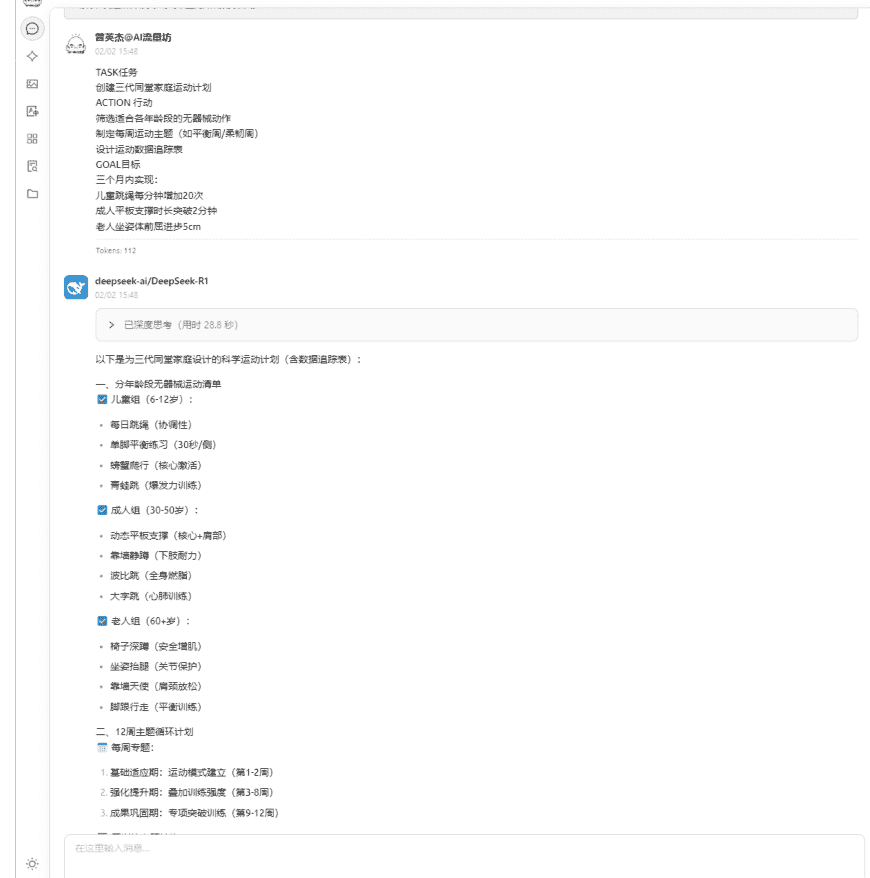 曾英杰@AI流量坊
02/02 15:48
TASK任务
创建三代同堂家庭运动计划
ACTION 行动
筛选适合各年龄段的无器械动作
制定每周运动主题（如平衡周/柔韧周）
设计运动数据追踪表
GOAL目标
三个月内实现：
儿童跳绳每分钟增加20次
成人平板支撑时长突破2分钟
老人坐姿体前屈进步5cm
Tokens: 112
deepseek-ai/DeepSeek-R1
02/02 15:48
已深度思考（用时 28.8 秒）
以下是为三代同堂家庭设计的科学运动计划（含数据追踪表）：
一、分年龄段无器械运动清单
☑ 儿童组（6-12岁）：
• 每日跳绳（协调性）
• 单脚平衡练习（30秒/侧）
• 螃蟹爬行（核心激活）
• 青蛙跳（爆发力训练）
☑ 成人组（30-50岁）：
• 动态平板支撑（核心+肩部）
• 靠墙静蹲（下肢耐力）
• 波比跳（全身燃脂）
• 大字跳（心肺训练）
☑ 老人组（60+岁）：
• 椅子深蹲（安全增肌）
• 坐姿抬腿（关节保护）
• 靠墙天使（肩颈放松）
• 脚跟行走（平衡训练）
二、12周主题循环计划
📅 每周专题：
1. 基础适应期：运动模式建立（第1-2周）
2. 强化提升期：叠加训练强度（第3-8周）
3. 成果巩固期：专项突破训练（第9-12周）
在这里输入消息...